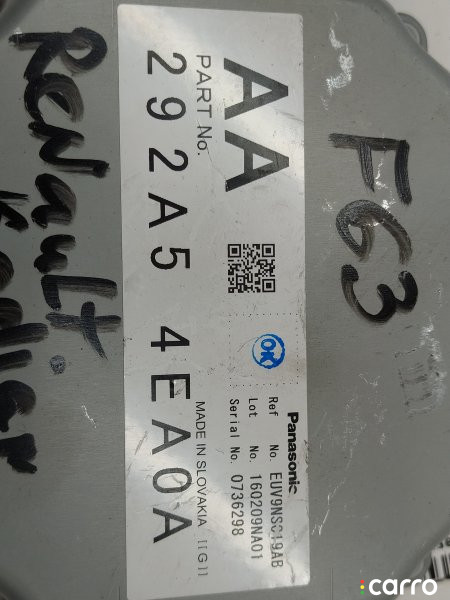 AA
PART No.
292A5 4EA0A
MADE IN SLOVAKIA [[G]]
OK
Panasonic
Ref No. EUV9NSC19AB
Lot No. 160209NA01
Serial No. 0736298
F63
Renault.
carro